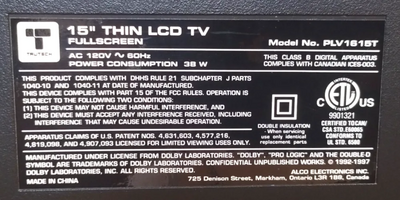 TRUTECH
15" THIN LCD TV
FULLSCREEN
AC 120V ~ 60Hz
POWER CONSUMPTION 38 W
Model No. PLV1615T
THIS CLASS B DIGITAL APPARATUS
COMPLIES WITH CANADIAN ICES-003.
THIS PRODUCT COMPLIES WITH DHHS RULE 21 SUBCHAPTER J PARTS
1040-10 AND 1040-11 AT DATE OF MANUFACTURE.
THIS DEVICE COMPLIES WITH PART 15 OF THE FCC RULES. OPERATION IS
SUBJECT TO THE FOLLOWING TWO CONDITIONS:
(1) THIS DEVICE MAY NOT CAUSE HARMFUL INTERFERENCE, AND
(2) THIS DEVICE MUST ACCEPT ANY INTERFERENCE RECEIVED, INCLUDING
INTERFERENCE THAT MAY CAUSE UNDESIRED OPERATION.
APPARATUS CLAIMS OF U.S. PATENT NOS. 4,631,603, 4,577,216,
4,819,098, AND 4,907,093 LICENSED FOR LIMITED VIEWING USES ONLY.
DOUBLE INSULATION
-When servicing
use only identical
replacement parts
C ETL US
LISTED
9901321
CERTIFIED TO CAN/
CSA STD. E60065
CONFORMS TO
UL STD. 6500
MANUFACTURED UNDER LICENSE FROM DOLBY LABORATORIES. "DOLBY", "PRO LOGIC" AND THE DOUBLE-D
SYMBOL ARE TRADEMARKS OF DOLBY LABORATORIES. CONFIDENTIAL UNPUBLISHED WORKS. © 1992-1997
DOLBY LABORATORIES, INC. ALL RIGHTS RESERVED.
ALCO ELECTRONICS INC.
MADE IN CHINA
725 Denison Street, Markham, Ontario L3R 1B8, Canada